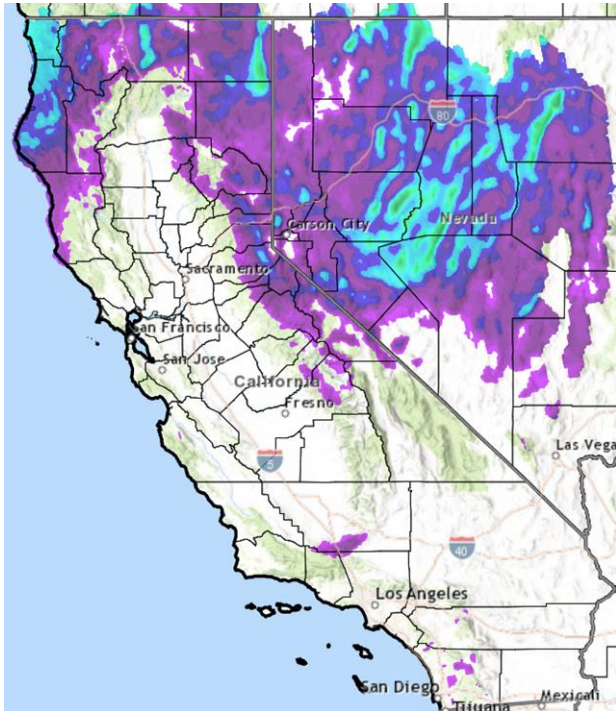 80
Nevada
Carson City
Sacramento
San Francisco
San Jose
California
Fresno
5
Las Vega
40
Los Angeles
San Diego
Tijuana
Mexicali